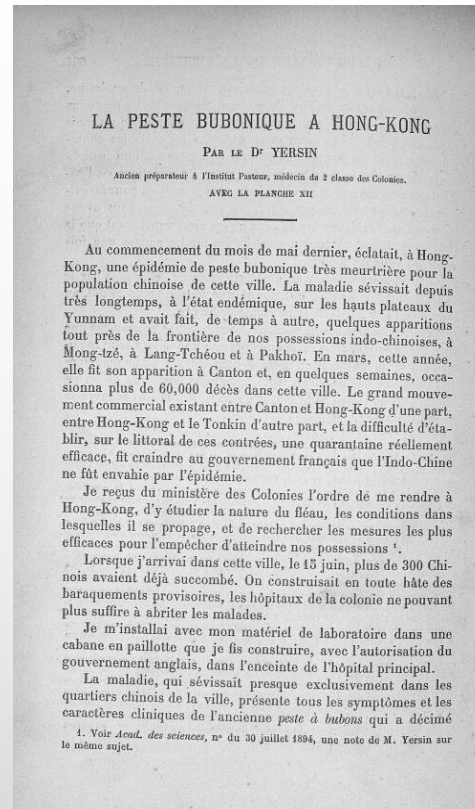 LA PESTE BUBONIQUE A HONG-KONG
PAR LE Dr YERSIN
Ancien préparateur à l'Institut Pasteur, médecin de 2 classe des Colonies.
AVEC LA PLANCHE XII
Au commencement du mois de mai dernier, éclatait, à Hong-
Kong, une épidémie de peste bubonique très meurtrière pour la
population chinoise de cette ville. La maladie sévissait depuis
très longtemps, à l'état endémique, sur les hauts plateaux du
Yunnam et avait fait, de temps à autre, quelques apparitions
tout près de la frontière de nos possessions indo-chinoises, à
Mong-tzé, à Lang-Tchéou et à Pakhoï. En mars, cette année,
elle fit son apparition à Canton et, en quelques semaines, occa-
sionna plus de 60,000 décès dans cette ville. Le grand mouve-
ment commercial existant entre Canton et Hong-Kong d'une part,
entre Hong-Kong et le Tonkin d'autre part, et la difficulté d'éta-
blir, sur le littoral de ces contrées, une quarantaine réellement
efficace, fit craindre au gouvernement français que l'Indo-Chine
ne fût envahie par l'épidémie.
Je reçus du ministère des Colonies l'ordre de me rendre à
Hong-Kong, d'y étudier la nature du fléau, les conditions dans
lesquelles il se propage, et de rechercher les mesures les plus
efficaces pour l'empêcher d'atteindre nos possessions ¹.
Lorsque j'arrivai dans cette ville, le 15 juin, plus de 300 Chi-
nois avaient déjà succombé. On construisait en toute hâte des
baraquements provisoires, les hôpitaux de la colonie ne pouvant
plus suffire à abriter les malades.
Je m'installai avec mon matériel de laboratoire dans une
cabane en paillotte que je fis construire, avec l'autorisation du
gouvernement anglais, dans l'enceinte de l'hôpital principal.
La maladie, qui sévissait presque exclusivement dans les
quartiers chinois de la ville, présente tous les symptômes et les
caractères cliniques de l'ancienne peste à bubons qui a décimé
1. Voir Acad. des sciences, n° du 30 juillet 1894, une note de M. Yersin sur
le même sujet.